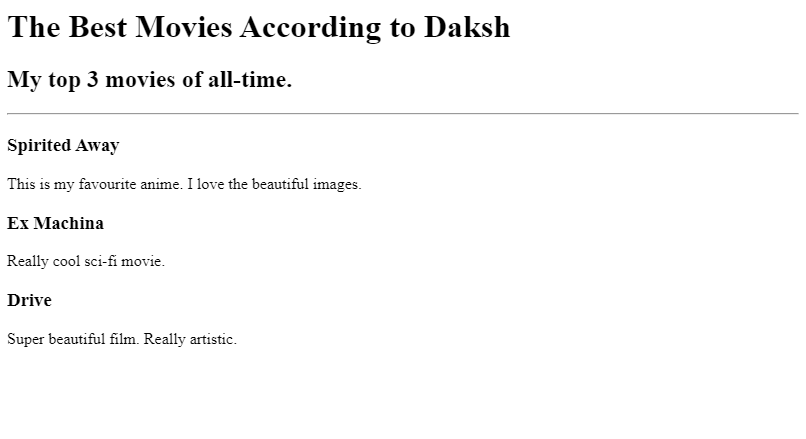 The Best Movies According to Daksh
My top 3 movies of all-time.
Spirited Away
This is my favourite anime. I love the beautiful images.
Ex Machina
Really cool sci-fi movie.
Drive
Super beautiful film. Really artistic.